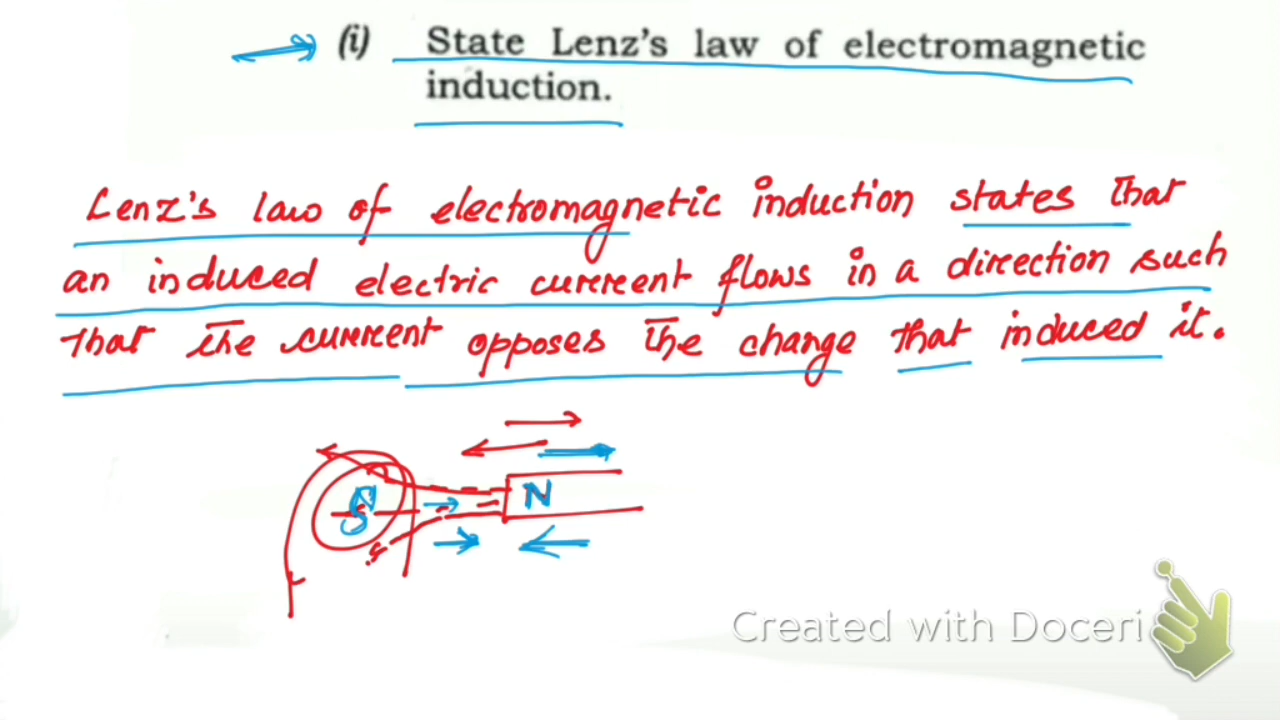 (i) State Lenz's law of electromagnetic
induction.
Lenz's law of electromagnetic induction states that
an induced electric current flows in a direction such
that the current opposes the change that induced it.
N
S
Created with Doceri